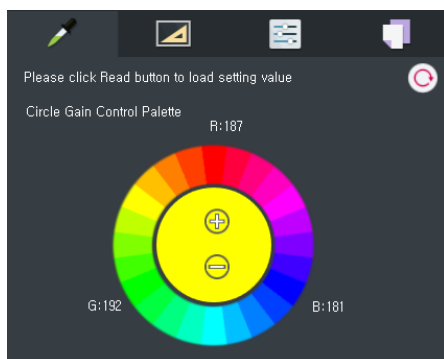 Please click Read button to load setting value
Circle Gain Control Palette
R:187
G:192
B:181